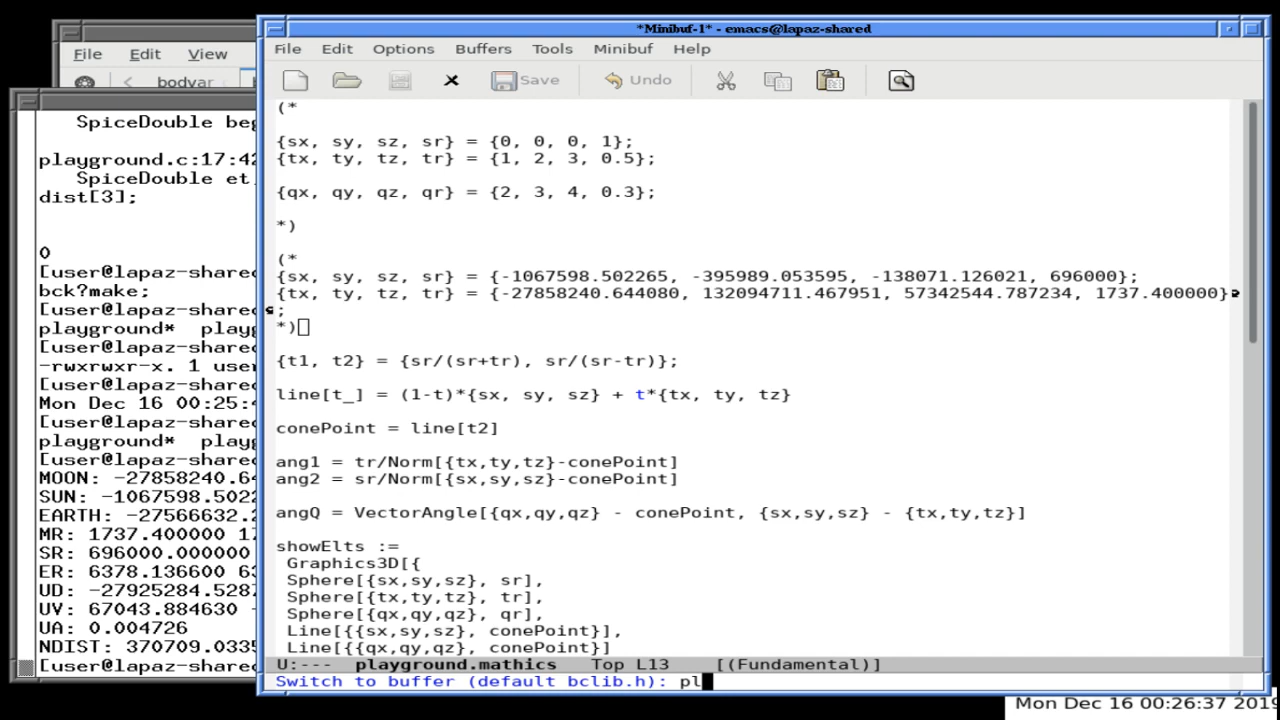 *Minibuf-1* - emacs@lapaz-shared
File Edit Options Buffers Tools Minibuf Help
Save Undo
(*
{sx, sy, sz, sr} = {0, 0, 0, 1};
{tx, ty, tz, tr} = {1, 2, 3, 0.5};
{qx, qy, qz, qr} = {2, 3, 4, 0.3};
*)
(*
{sx, sy, sz, sr} = {-1067598.502265, -395989.053595, -138071.126021, 696000};
{tx, ty, tz, tr} = {-27858240.644080, 132094711.467951, 57342544.787234, 1737.400000}
;
*)
{t1, t2} = {sr/(sr+tr), sr/(sr-tr)};
line[t_] = (1-t)*{sx, sy, sz} + t*{tx, ty, tz}
conePoint = line[t2]
ang1 = tr/Norm[{tx,ty,tz}-conePoint]
ang2 = sr/Norm[{sx,sy,sz}-conePoint]
angQ = VectorAngle[{qx,qy,qz} - conePoint, {sx,sy,sz} - {tx,ty,tz}]
showElts :=
Graphics3D[{
Sphere[{sx,sy,sz}, sr],
Sphere[{tx,ty,tz}, tr],
Sphere[{qx,qy,qz}, qr],
Line[{{sx,sy,sz}, conePoint}],
Line[{{qx,qy,qz}, conePoint}]
U:--- playground.mathics Top L13 [(Fundamental)]
Switch to buffer (default bclib.h): pl
File Edit View
bodyvar
SpiceDouble beg
playground.c:17:42
SpiceDouble et,
dist[3];
0
[user@lapaz-shared
bck?make;
[user@lapaz-shared
playground* playg
[user@lapaz-shared
-rwxrwxr-x. 1 user
[user@lapaz-shared
Mon Dec 16 00:25:4
playground* playg
[user@lapaz-shared
MOON: -27858240.64
SUN: -1067598.5022
EARTH: -27566632.2
MR: 1737.400000 17
SR: 696000.000000
ER: 6378.136600 63
UD: -27925284.5287
UV: 67043.884630
UA: 0.004726
NDIST: 370709.0335
[user@lapaz-shared
Mon Dec 16 00:26:37 2019